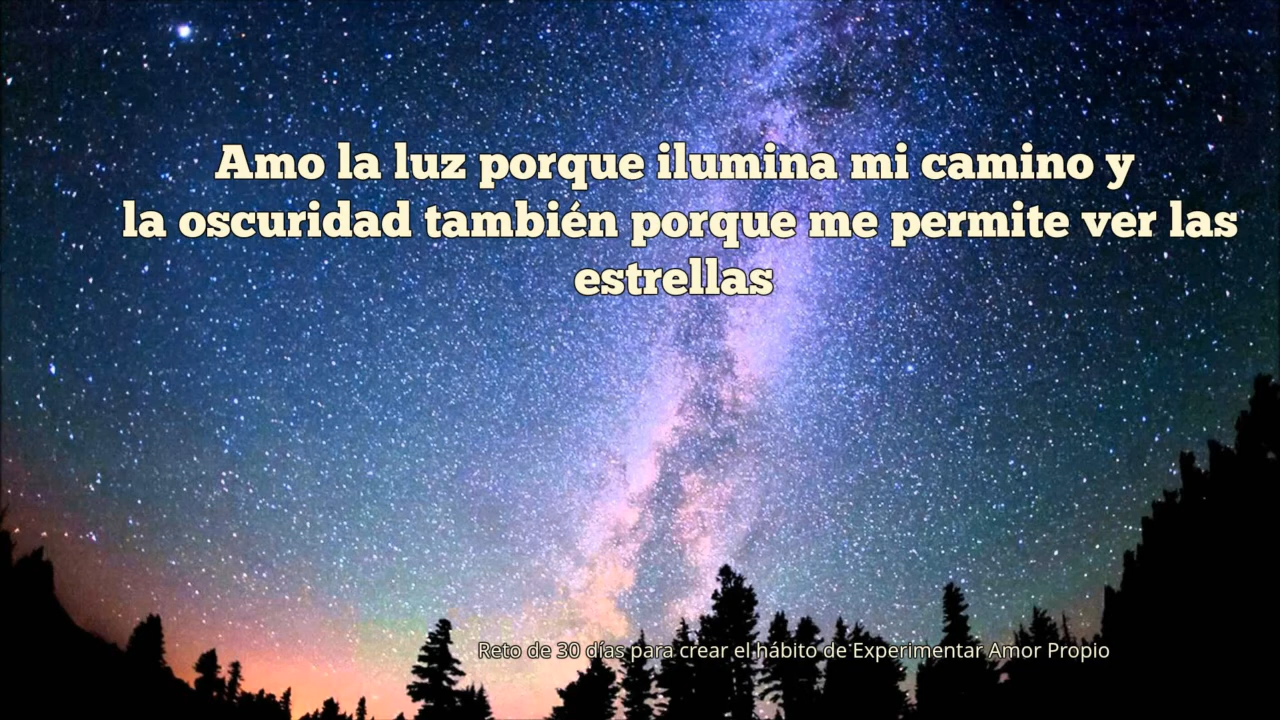 Amo la luz porque ilumina mi camino y
la oscuridad también porque me permite ver las
estrellas
Reto de 30 días para crear el hábito de Experimentar Amor Propio